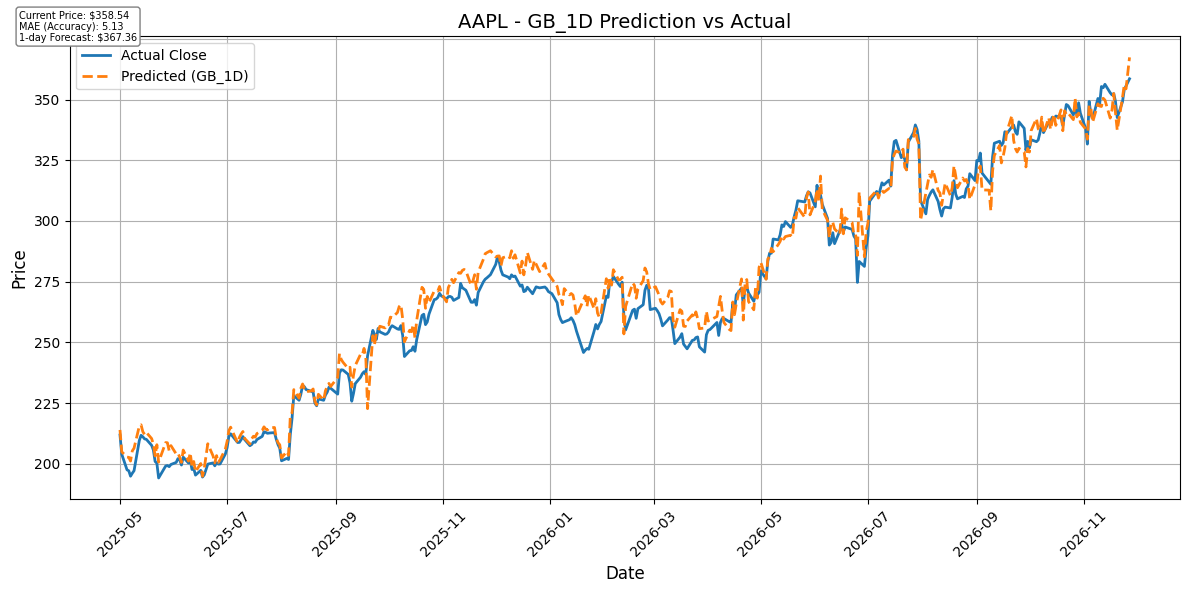 AAPL - GB_1D Prediction vs Actual
Current Price: $358.54
MAE (Accuracy): 5.13
1-day Forecast: $367.36
Actual Close
Predicted (GB_1D)
Price
350
325
300
275
250
225
200
2025-05
2025-07
2025-09
2025-11
2026-01
2026-03
2026-05
2026-07
2026-09
2026-11
Date